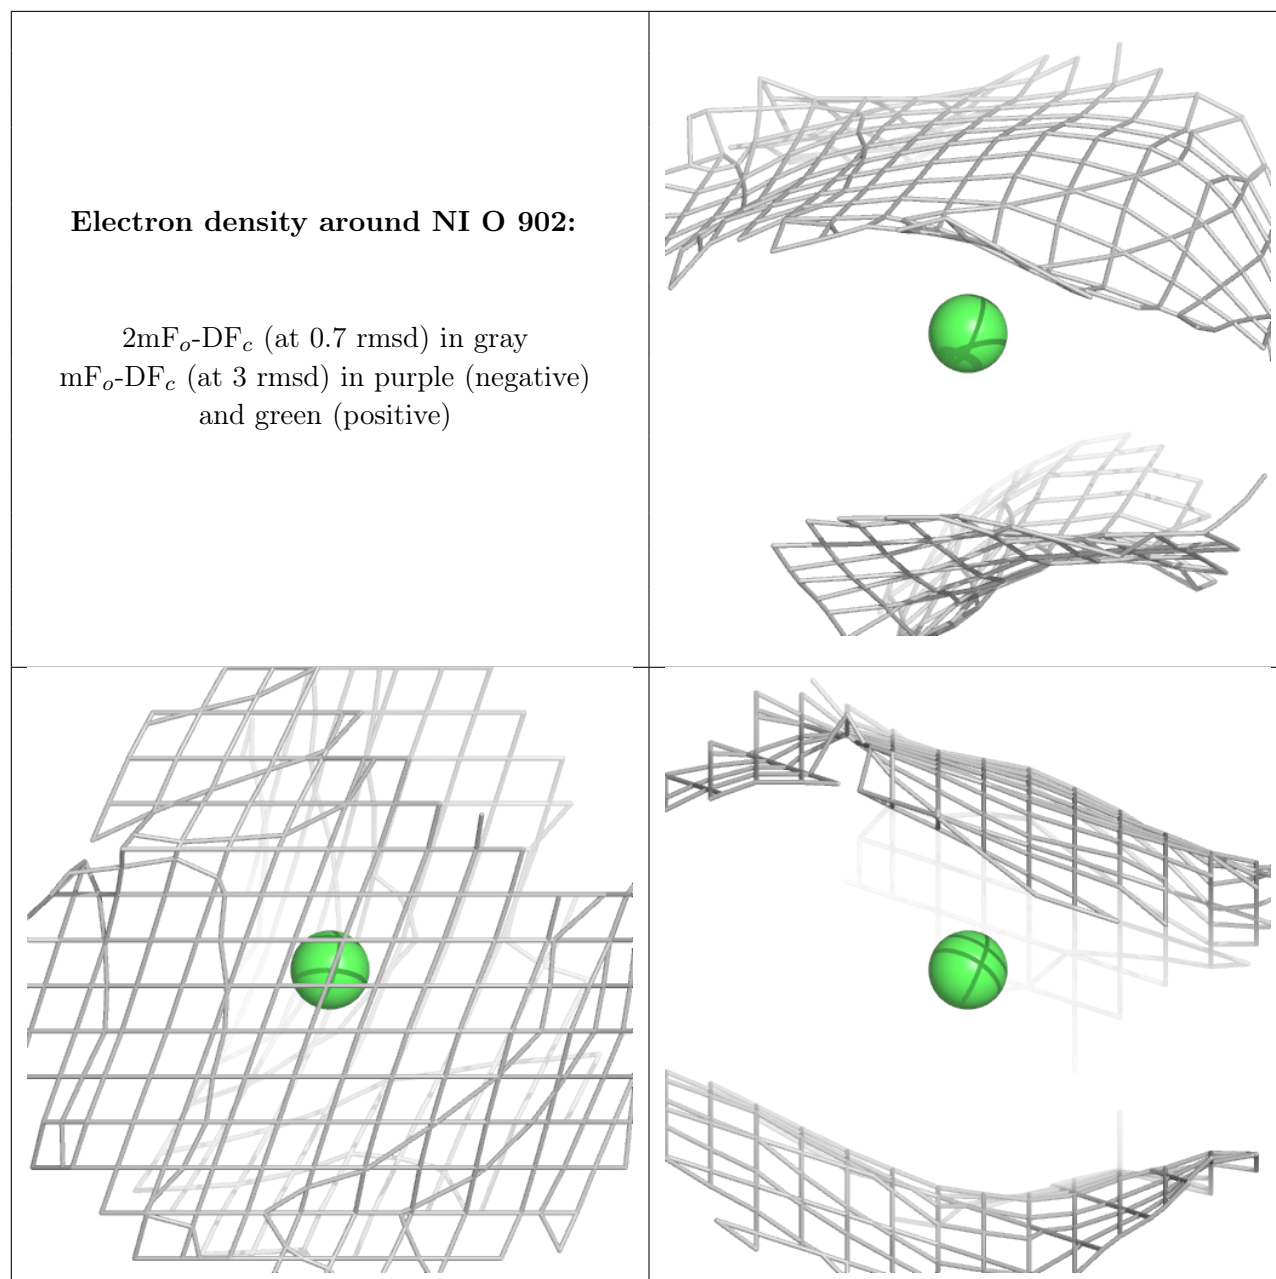 Electron density around NI O 902:
2mFo-DFc (at 0.7 rmsd) in gray
mFo-DFc (at 3 rmsd) in purple (negative)
and green (positive)